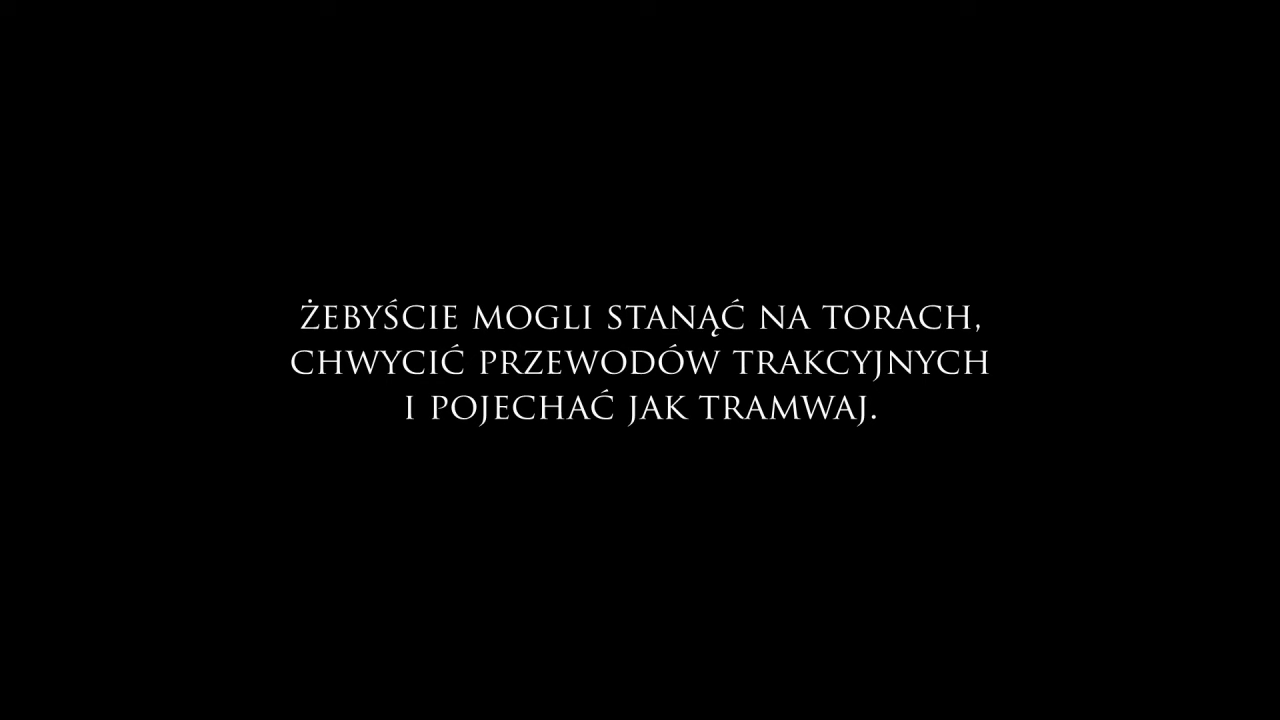 ŻEBYŚCIE MOGLI STANĄĆ NA TORACH,
CHWYCIĆ PRZEWODÓW TRAKCYJNYCH
I POJECHAĆ JAK TRAMWAJ.